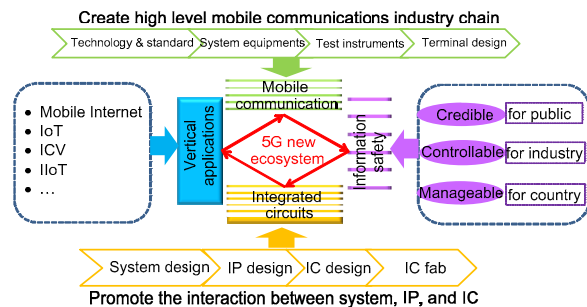 Create high level mobile communications industry chain
Technology & standard
System equipments
Test instruments
Terminal design
Mobile
communication
• Mobile Internet
• IoT
• ICV
• IIoT
• ...
Vertical
applications
5G new
ecosystem
Information
safety
Credible
for public
Controllable
for industry
Manageable
for country
Integrated
circuits
System design
IP design
IC design
IC fab
Promote the interaction between system, IP, and IC